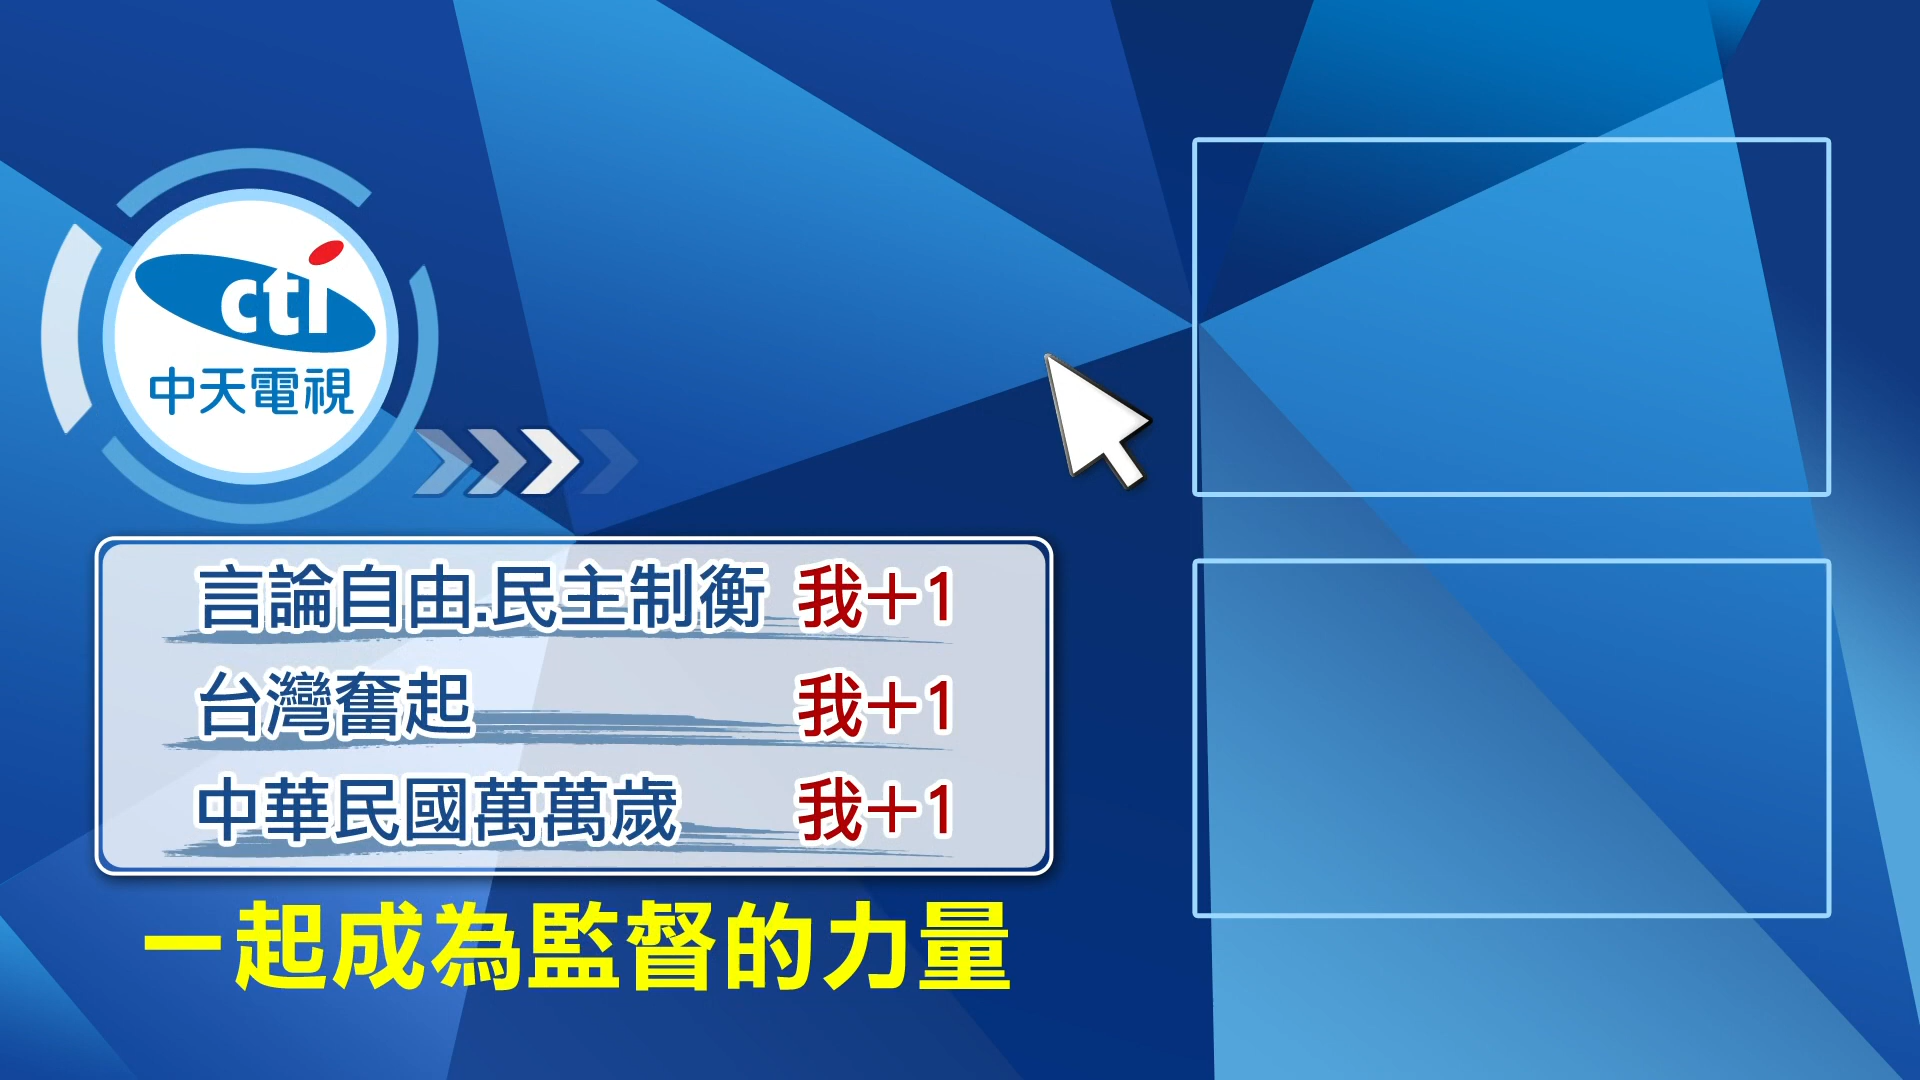 cti
中天電視
言論自由.民主制衡 我+1
台灣奮起 我+1
中華民國萬萬歲 我+1
一起成為監督的力量